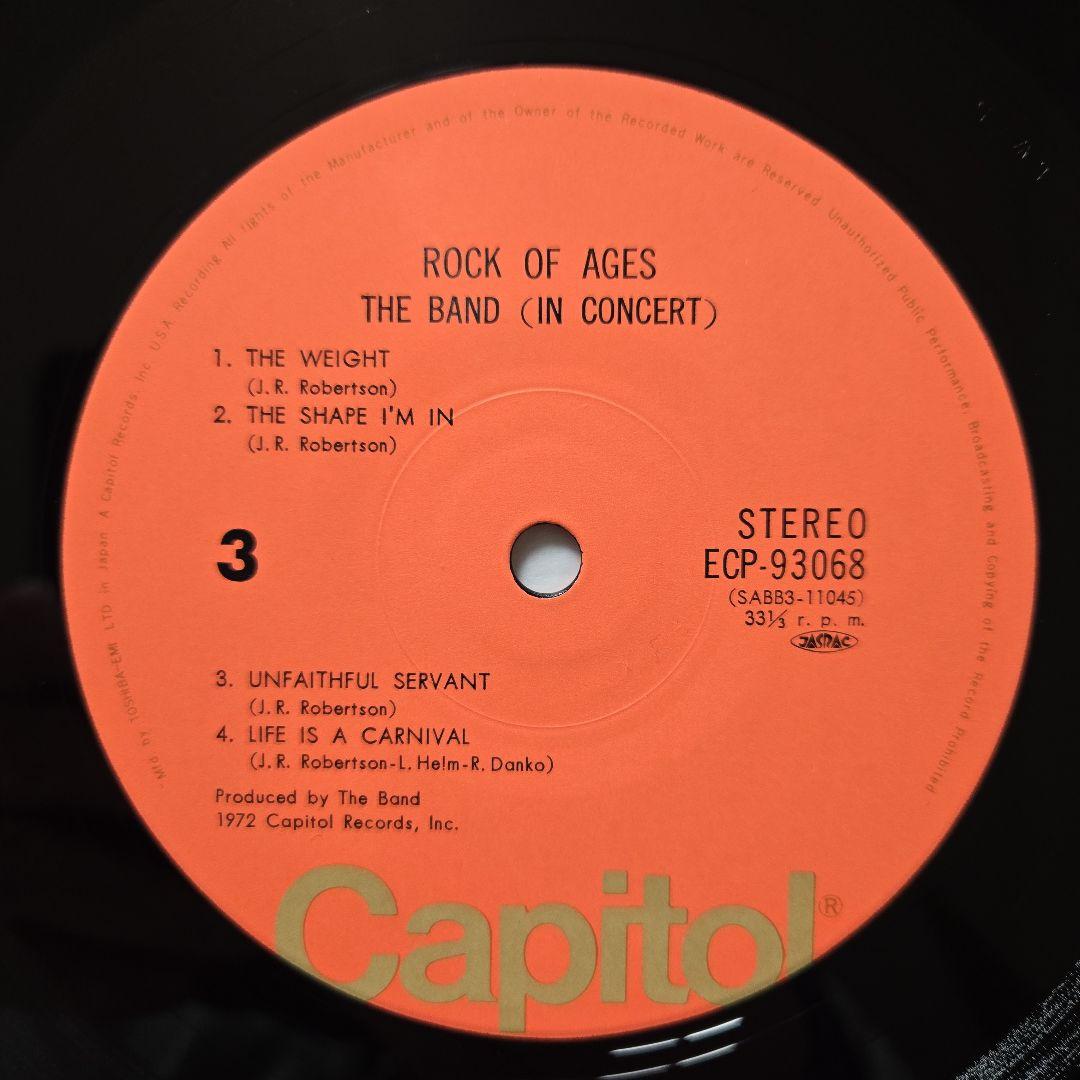 "Mfd by TOSHIBA-EMI LTD in Japan A Capitol Records, Inc. U.S.A. Recording All rights of the Manufacturer and of the Owner of the Recorded Work are Reserved Unauthorized Public Performance, Broadcasting and Copying of the Record Prohibited"
ROCK OF AGES
THE BAND (IN CONCERT)
1. THE WEIGHT
(J.R. Robertson)
2. THE SHAPE I'M IN
(J.R. Robertson)
3
STEREO
ECP-93068
(SABB3-11045)
33⅓ r. p. m.
JASRAC
3. UNFAITHFUL SERVANT
(J.R. Robertson)
4. LIFE IS A CARNIVAL
(J.R. Robertson-L. Helm-R. Danko)
Produced by The Band
1972 Capitol Records, Inc.
Capitol®